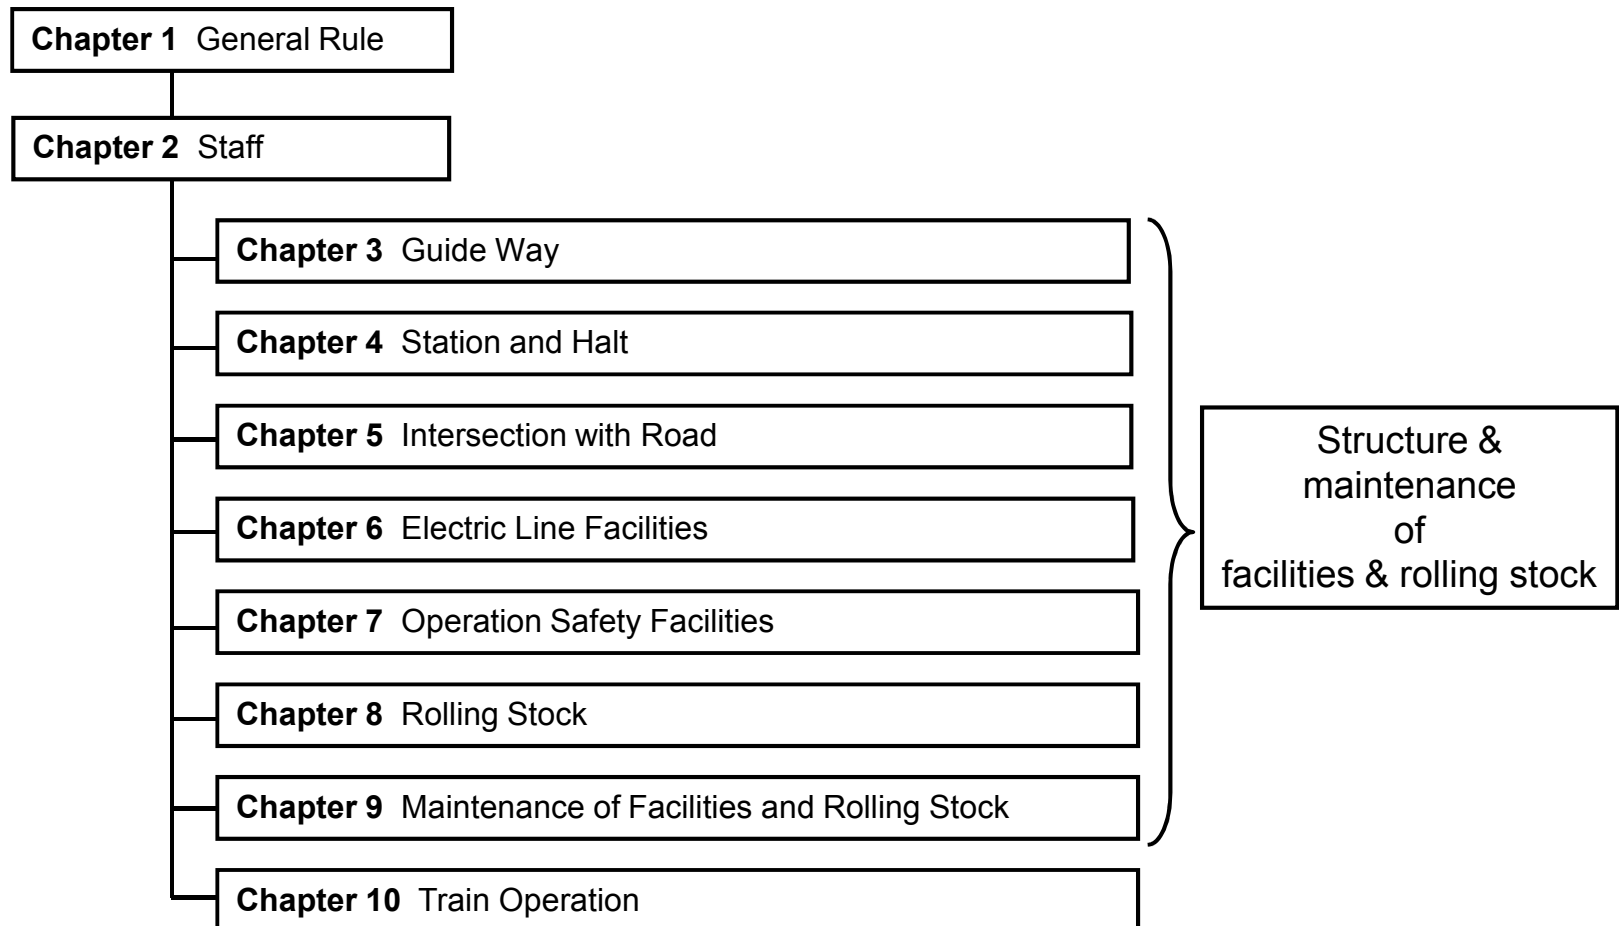 Chapter 1 General Rule
Chapter 2 Staff
Chapter 3 Guide Way
Chapter 4 Station and Halt
Chapter 5 Intersection with Road
Chapter 6 Electric Line Facilities
Chapter 7 Operation Safety Facilities
Chapter 8 Rolling Stock
Chapter 9 Maintenance of Facilities and Rolling Stock
Chapter 10 Train Operation
Structure &
maintenance
of
facilities & rolling stock